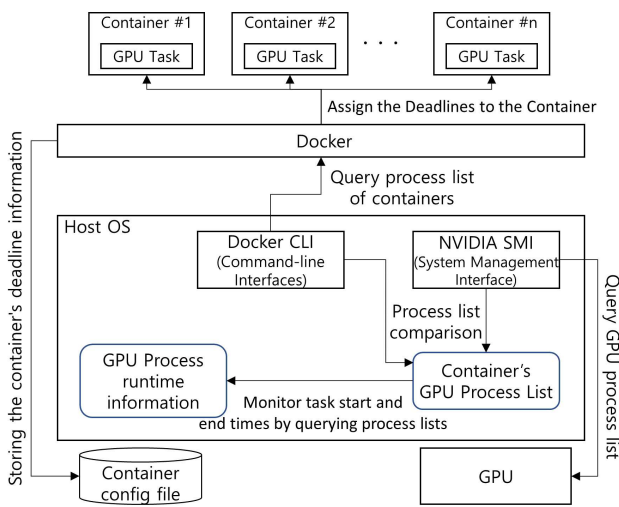 Container #1
Container #2
Container #n
GPU Task
GPU Task
. . .
GPU Task
Assign the Deadlines to the Container
Docker
Query process list
of containers
Host OS
Docker CLI
(Command-line
Interfaces)
NVIDIA SMI
(System Management
Interface)
Process list
comparison
GPU Process
runtime
information
Container's
GPU Process List
Monitor task start and
end times by querying process lists
Storing the container's deadline information
Query GPU process list
Container
config file
GPU